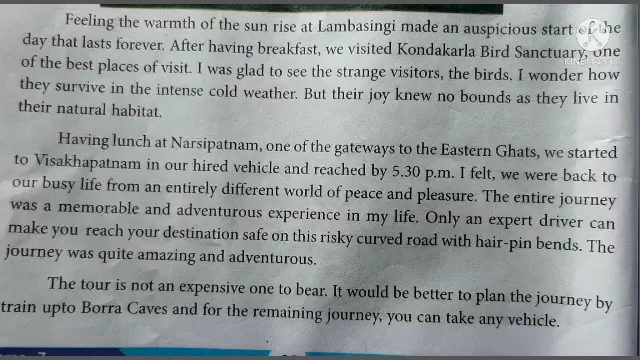 Feeling the warmth of the sun rise at Lambasingi made an auspicious start of the
day that lasts forever. After having breakfast, we visited Kondakarla Bird Sanctuary, one
of the best places of visit. I was glad to see the strange visitors, the birds. I wonder how
they survive in the intense cold weather. But their joy knew no bounds as they live in
their natural habitat.
Having lunch at Narsipatnam, one of the gateways to the Eastern Ghats, we started
to Visakhapatnam in our hired vehicle and reached by 5.30 p.m. I felt, we were back to
our busy life from an entirely different world of peace and pleasure. The entire journey
was a memorable and adventurous experience in my life. Only an expert driver can
make you reach your destination safe on this risky curved road with hair-pin bends. The
journey was quite amazing and adventurous.
The tour is not an expensive one to bear. It would be better to plan the journey by
train upto Borra Caves and for the remaining journey, you can take any vehicle.